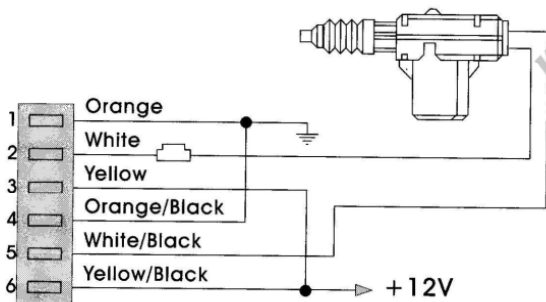 1 Orange
2 White
3 Yellow
4 Orange/Black
5 White/Black
6 Yellow/Black
+12V